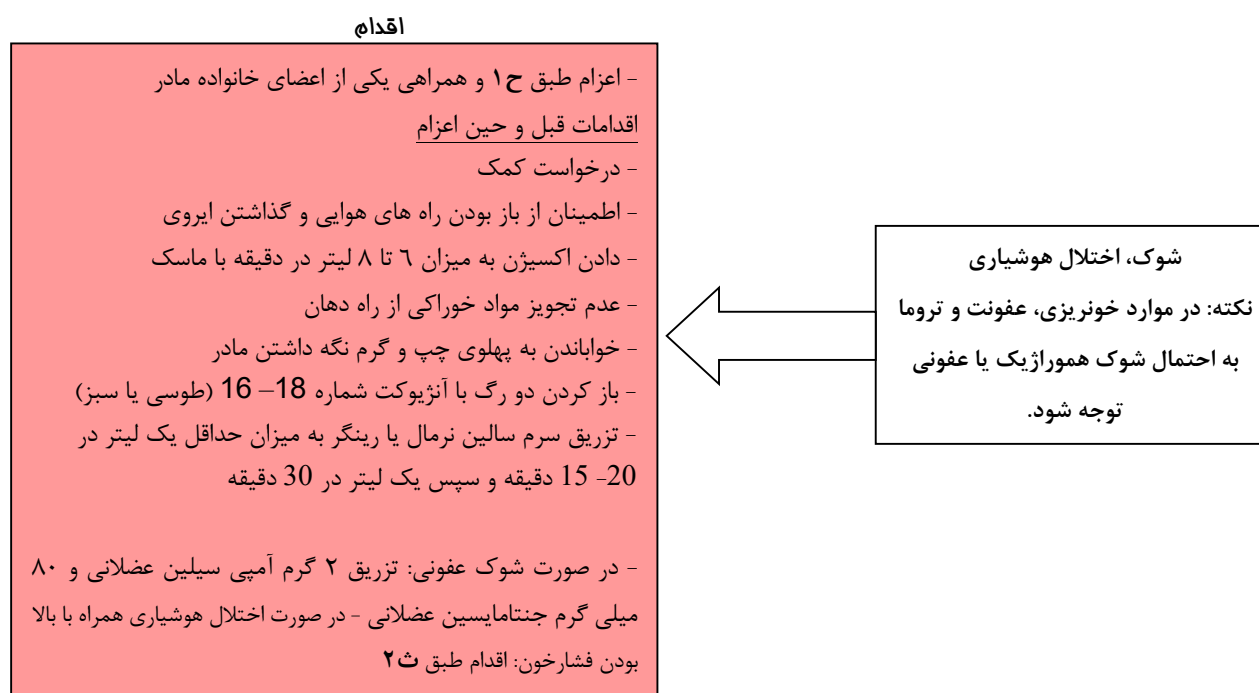 اقدام
- اعزام طبق ح۱ و همراهی یکی از اعضای خانواده مادر
اقدامات قبل و حین اعزام
- درخواست کمک
- اطمینان از باز بودن راه های هوایی و گذاشتن ایروی
- دادن اکسیژن به میزان ٦ تا ٨ لیتر در دقیقه با ماسک
- عدم تجویز مواد خوراکی از راه دهان
- خواباندن به پهلوی چپ و گرم نگه داشتن مادر
- باز کردن دو رگ با آنژیوکت شماره 18– 16 (طوسی یا سبز)
- تزریق سرم سالین نرمال یا رینگر به میزان حداقل یک لیتر در
20- 15 دقیقه و سپس یک لیتر در 30 دقیقه
- در صورت شوک عفونی: تزریق ۲ گرم آمپی سیلین عضلانی و ۸۰
میلی گرم جنتامایسین عضلانی - در صورت اختلال هوشیاری همراه با بالا
بودن فشارخون: اقدام طبق ث۲
شوک، اختلال هوشیاری
نکته: در موارد خونریزی، عفونت و تروما
به احتمال شوک هموراژیک یا عفونی
توجه شود.